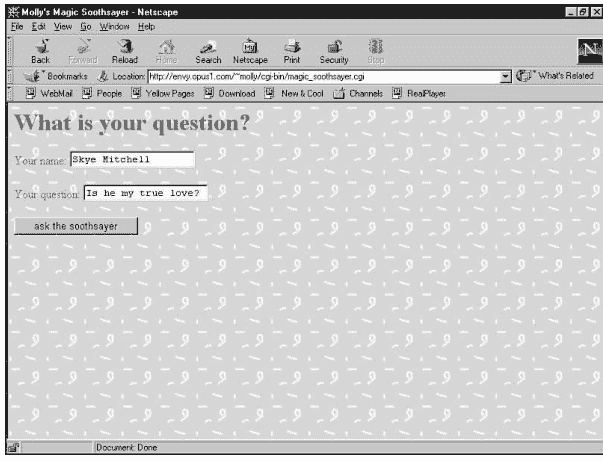 Molly's Magic Soothsayer - Netscape
File Edit View Go Window Help
Back Forward Reload Home Search Netscape Print Security Stop
Bookmarks Location: http://envy.opus1.com/~molly/cgi-bin/magic_soothsayer.cgi What's Related
WebMail People Yellow Pages Download New & Cool Channels RealPlayer
What is your question?
Your name: Skye Mitchell
Your question: Is he my true love?
ask the soothsayer
Document: Done